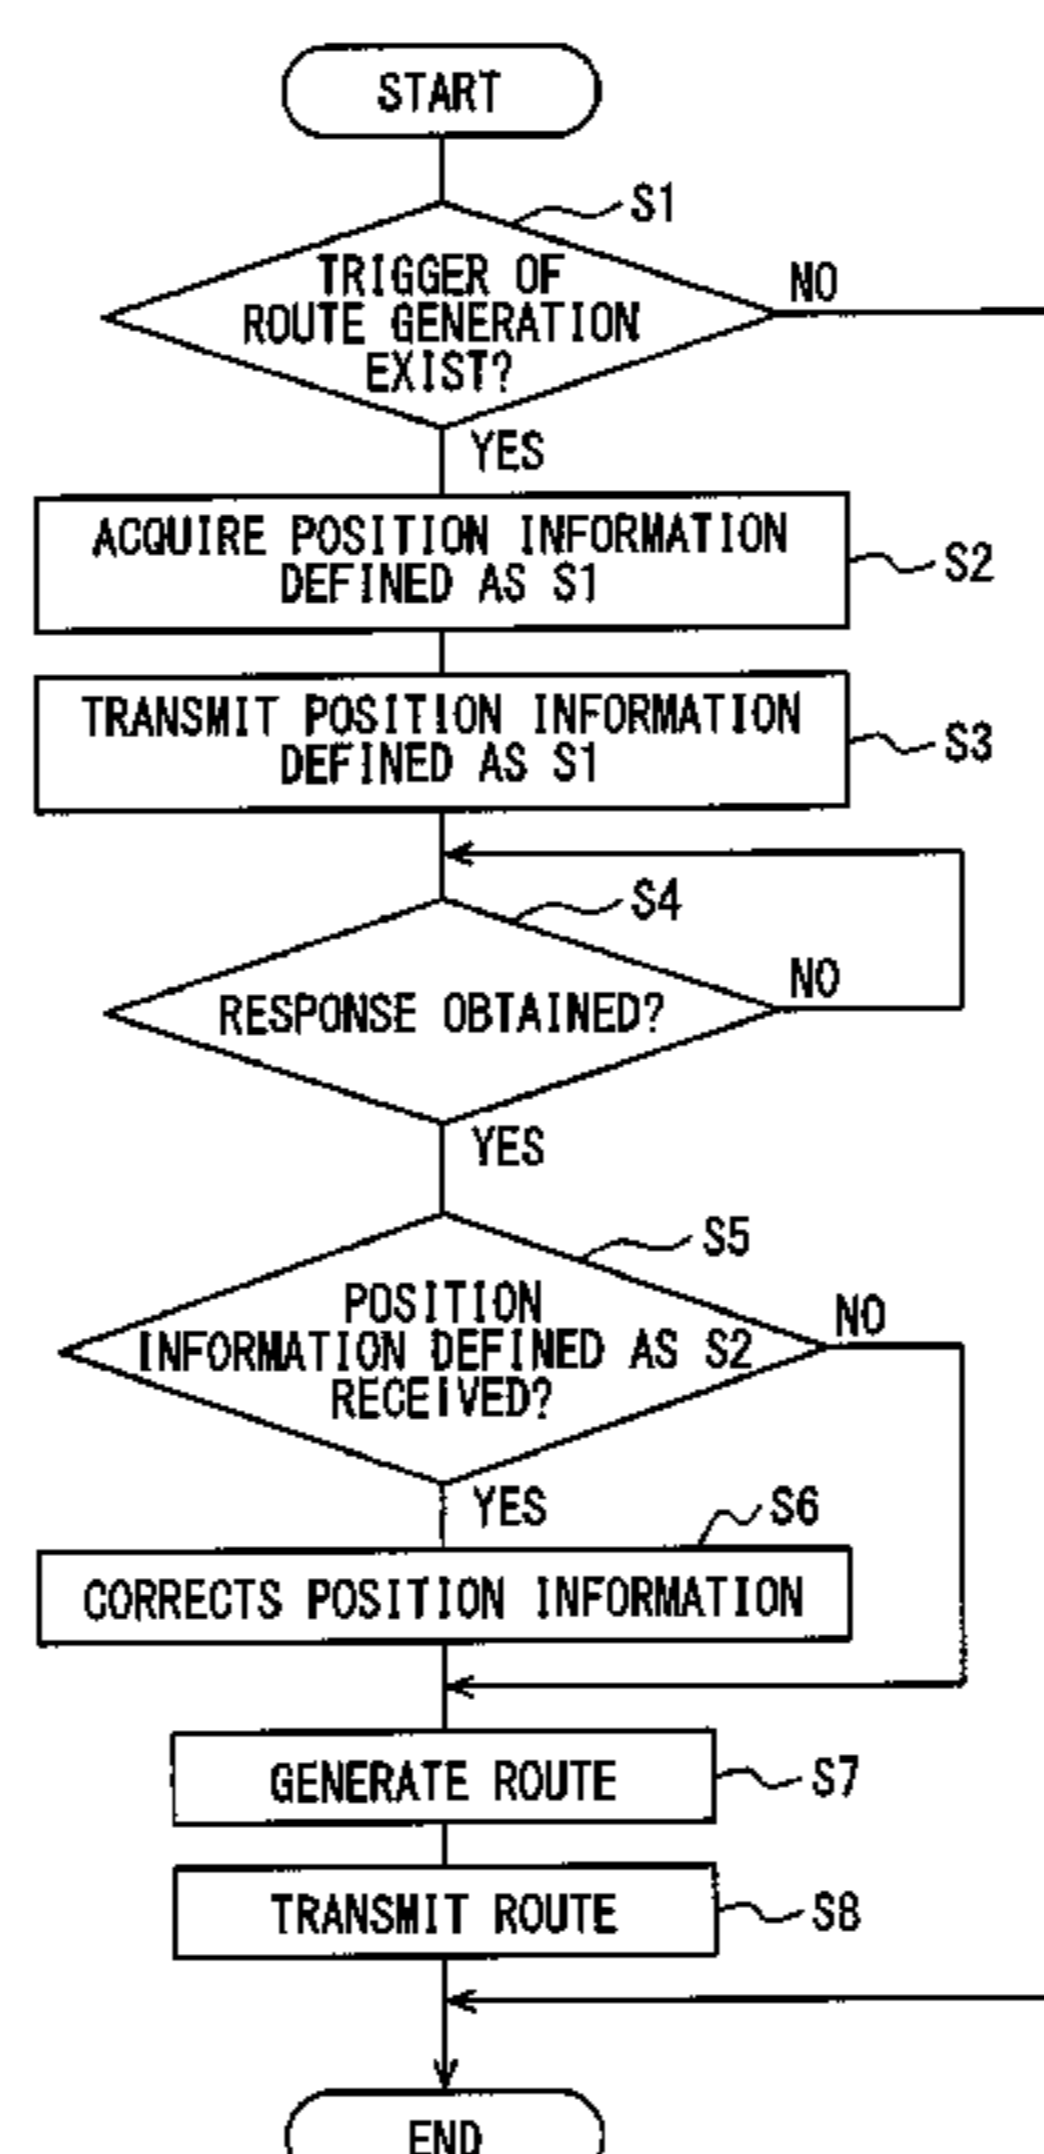 START
S1
TRIGGER OF
ROUTE GENERATION
EXIST?
NO
YES
ACQUIRE POSITION INFORMATION
DEFINED AS S1
S2
TRANSMIT POSITION INFORMATION
DEFINED AS S1
S3
S4
RESPONSE OBTAINED?
NO
YES
S5
POSITION
INFORMATION DEFINED AS S2
RECEIVED?
NO
YES
S6
CORRECTS POSITION INFORMATION
GENERATE ROUTE
S7
TRANSMIT ROUTE
S8
END